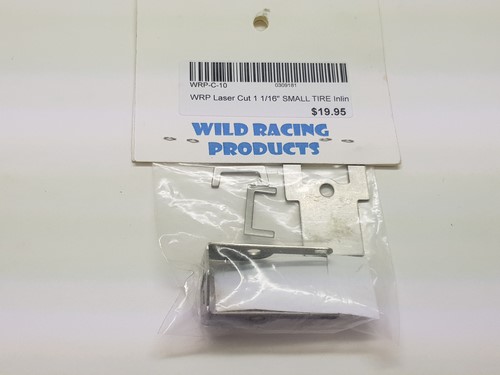 WRP-C-10 0309181
WRP Laser Cut 1 1/16" SMALL TIRE Inlin
$19.95
WILD RACING
PRODUCTS